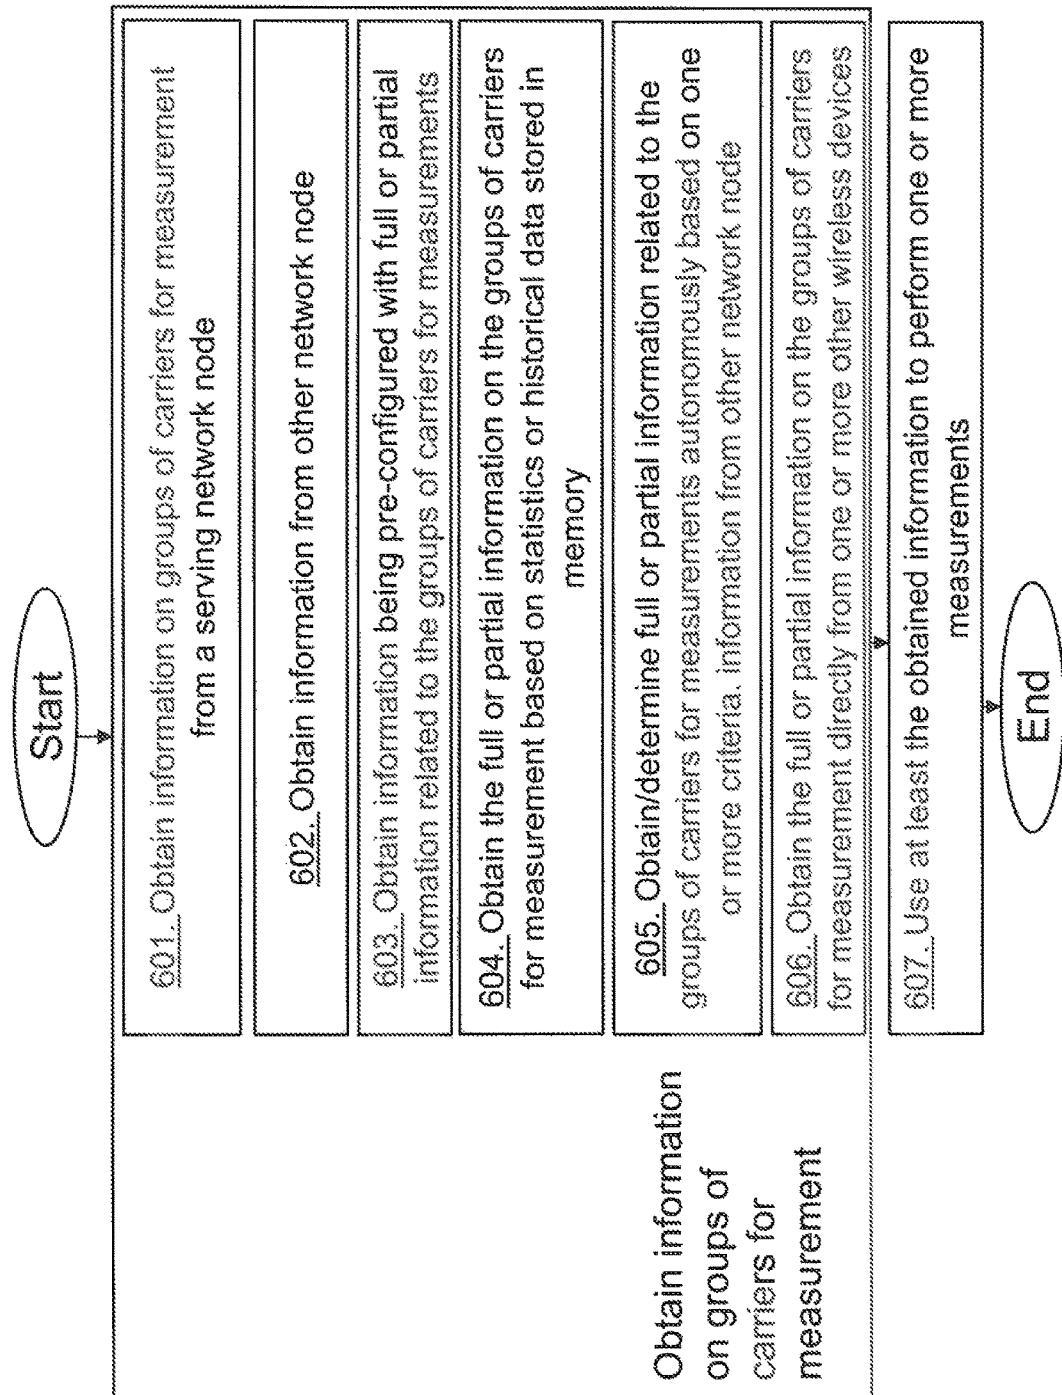 Start
601. Obtain information on groups of carriers for measurement
from a serving network node
602. Obtain information from other network node
603. Obtain information being pre-configured with full or partial
information related to the groups of carriers for measurements
604. Obtain the full or partial information on the groups of carriers
for measurement based on statistics or historical data stored in
memory
605. Obtain/determine full or partial information related to the
groups of carriers for measurements autonomously based on one
or more criteria, information from other network node
606. Obtain the full or partial information on the groups of carriers
for measurement directly from one or more other wireless devices
Obtain information
on groups of
carriers for
measurement
607. Use at least the obtained information to perform one or more
measurements
End